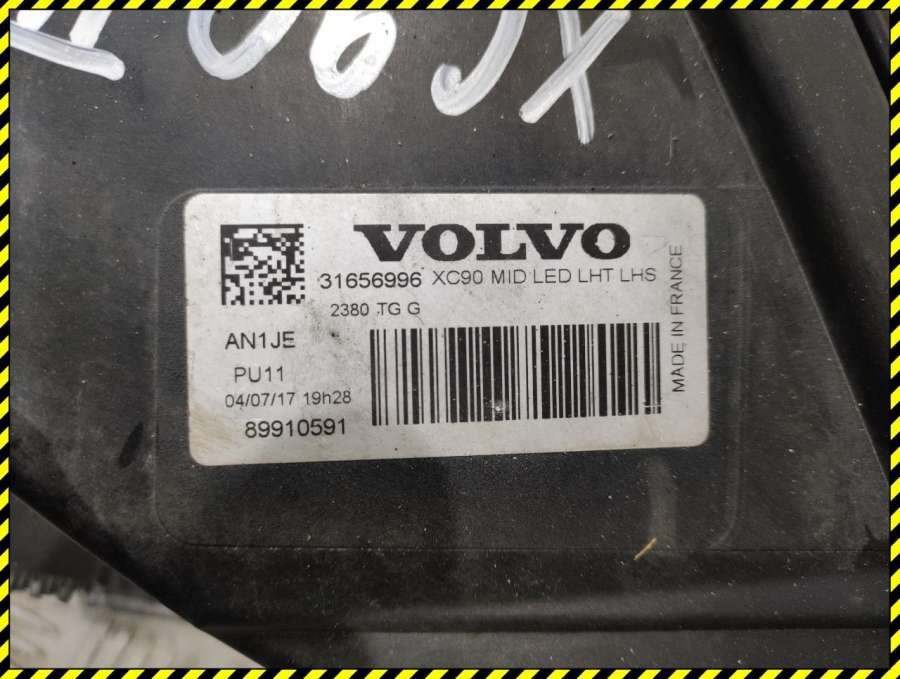 XC90
VOLVO
31656996 XC90 MID LED LHT LHS
2380 TG G
AN1JE
PU11
04/07/17 19h28
89910591
MADE IN FRANCE